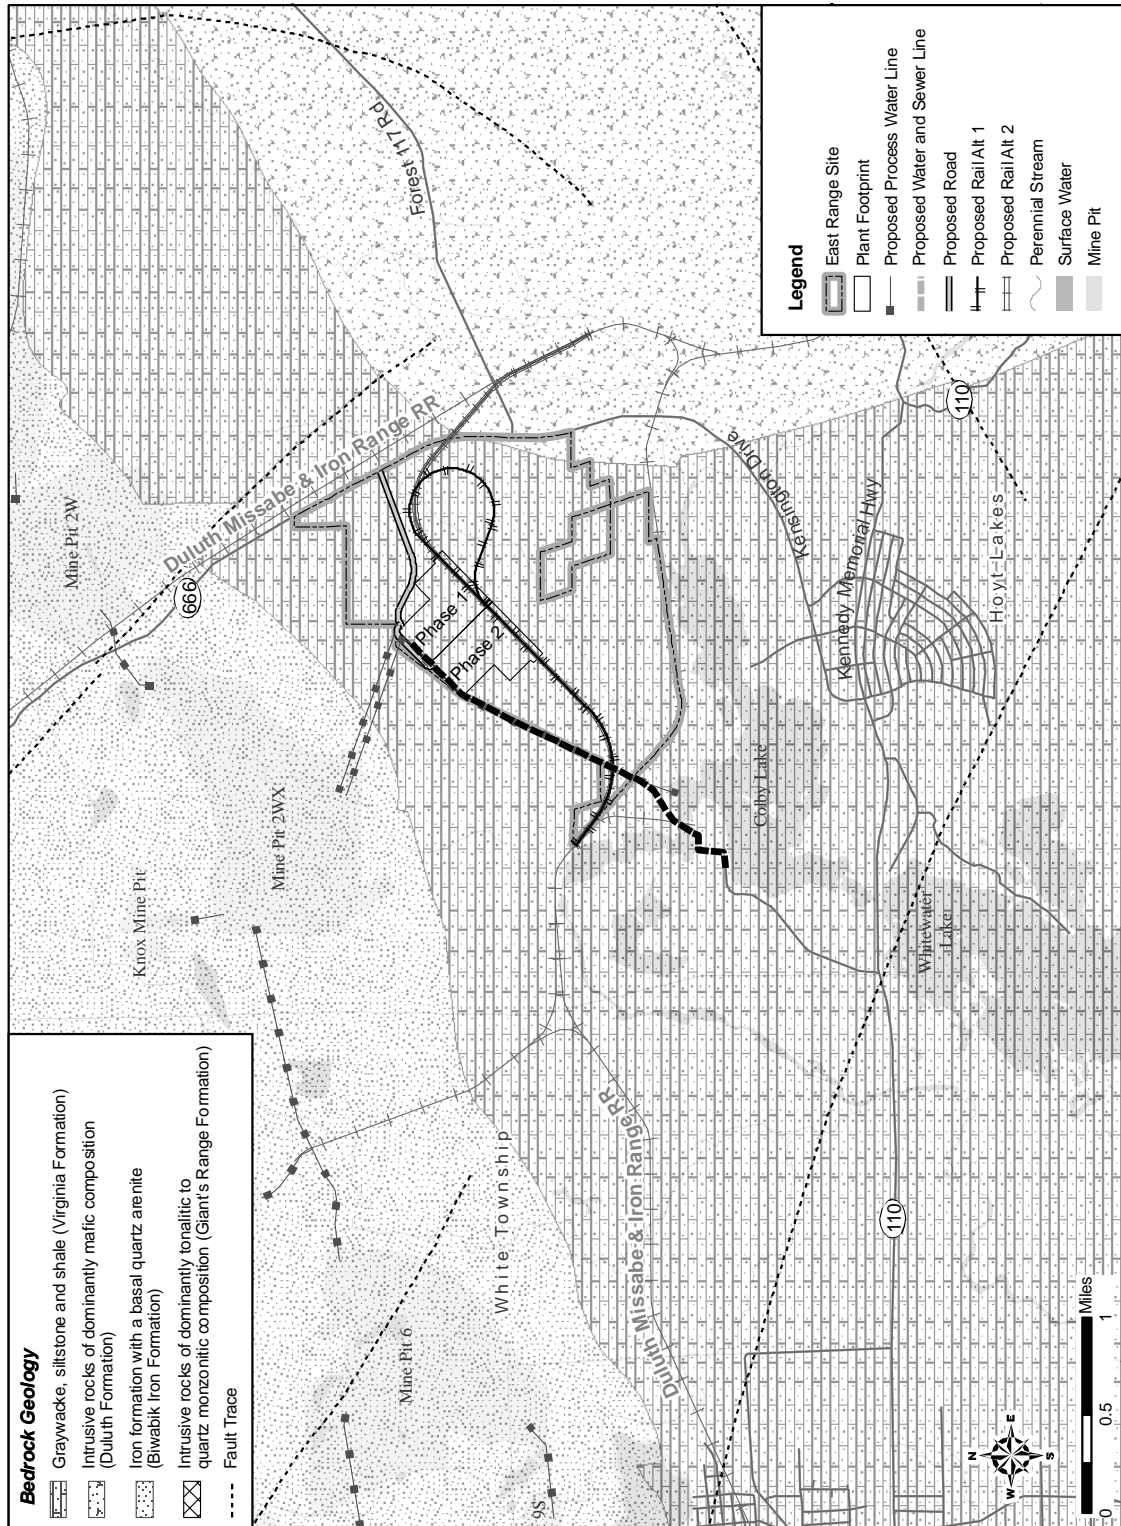 Bedrock Geology
Graywacke, siltstone and shale (Virginia Formation)
Intrusive rocks of dominantly mafic composition
(Duluth Formation)
Iron formation with a basal quartz arenite
(Biwabik Iron Formation)
Intrusive rocks of dominantly tonalitic to
quartz monzonitic composition (Giant's Range Formation)
Fault Trace
Knox Mine Pit
Mine Pit 2W
Mine Pit 2WX
Mine Pit 6
9S
White Township
666
Duluth Missabe & Iron Range RR
Forest 117 Rd
Phase 1
Phase 2
Duluth Missabe & Iron Range RR
Colby Lake
Kensington Drive
Kennedy Memorial Hwy
Hoyt Lakes
Whitewater
Lake
110
110
N
E
S
W
0
0.5
1
Miles
Legend
East Range Site
Plant Footprint
Proposed Process Water Line
Proposed Water and Sewer Line
Proposed Road
Proposed Rail Alt 1
Proposed Rail Alt 2
Perennial Stream
Surface Water
Mine Pit